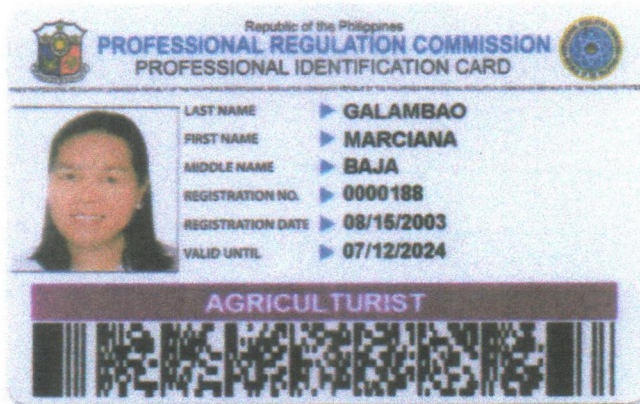 Republic of the Philippines
PROFESSIONAL REGULATION COMMISSION
PROFESSIONAL IDENTIFICATION CARD
LAST NAME GALAMBAO
FIRST NAME MARCIANA
MIDDLE NAME BAJA
REGISTRATION NO. 0000188
REGISTRATION DATE 08/15/2003
VALID UNTIL 07/12/2024
AGRICULTURIST